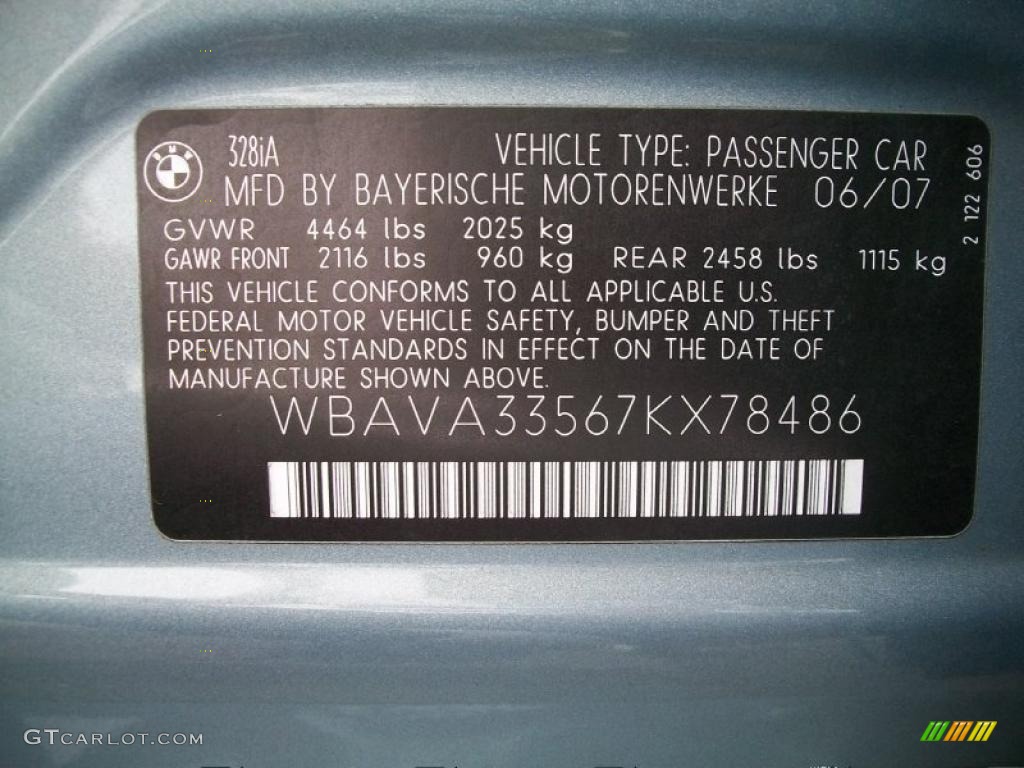 328iA VEHICLE TYPE: PASSENGER CAR
MFD BY BAYERISCHE MOTORENWERKE 06/07
GVWR 4464 lbs 2025 kg
GAWR FRONT 2116 lbs 960 kg REAR 2458 lbs 1115 kg
THIS VEHICLE CONFORMS TO ALL APPLICABLE U.S.
FEDERAL MOTOR VEHICLE SAFETY, BUMPER AND THEFT
PREVENTION STANDARDS IN EFFECT ON THE DATE OF
MANUFACTURE SHOWN ABOVE.
WBAVA33567KX78486
2 122 606
BMW
GTCARLOT.COM